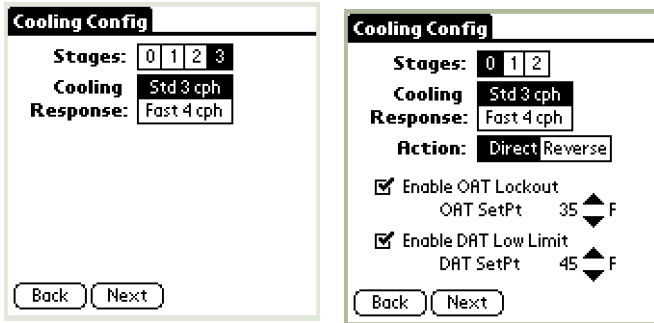 Cooling Config
Stages: 0 1 2 3
Cooling Std 3 cph
Response: Fast 4 cph
Back Next
Cooling Config
Stages: 0 1 2
Cooling Std 3 cph
Response: Fast 4 cph
Action: Direct Reverse
Enable OAT Lockout
OAT SetPt 35 F
Enable DAT Low Limit
DAT SetPt 45 F
Back Next